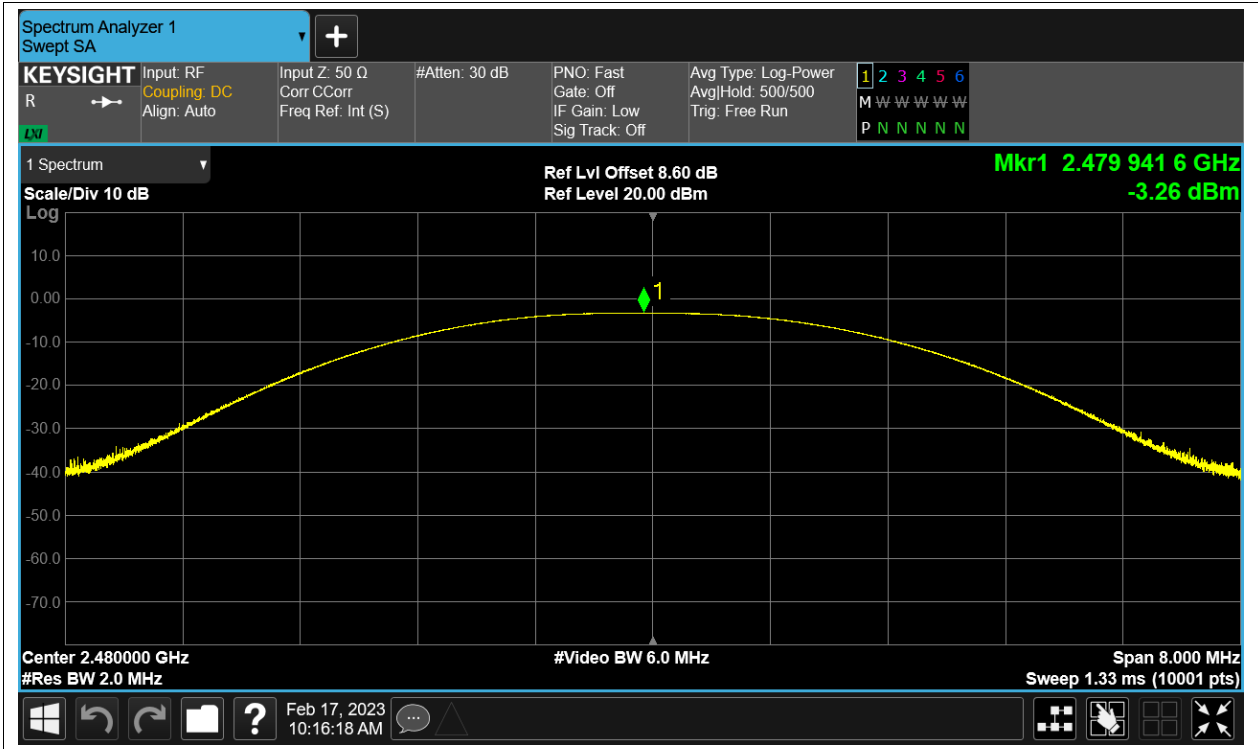 Spectrum Analyzer 1
Swept SA
KEYSIGHT
R
LXI
Input: RF
Coupling: DC
Align: Auto
Input Z: 50 Ω
Corr CCorr
Freq Ref: Int (S)
#Atten: 30 dB
PNO: Fast
Gate: Off
IF Gain: Low
Sig Track: Off
Avg Type: Log-Power
Avg|Hold: 500/500
Trig: Free Run
1 2 3 4 5 6
M W W W W W W
P N N N N N
1 Spectrum
Scale/Div 10 dB
Log
Ref Lvl Offset 8.60 dB
Ref Level 20.00 dBm
Mkr1 2.479 941 6 GHz
-3.26 dBm
10.0
0.00
-10.0
-20.0
-30.0
-40.0
-50.0
-60.0
-70.0
1
Center 2.480000 GHz
#Res BW 2.0 MHz
#Video BW 6.0 MHz
Span 8.000 MHz
Sweep 1.33 ms (10001 pts)
?
Feb 17, 2023
10:16:18 AM